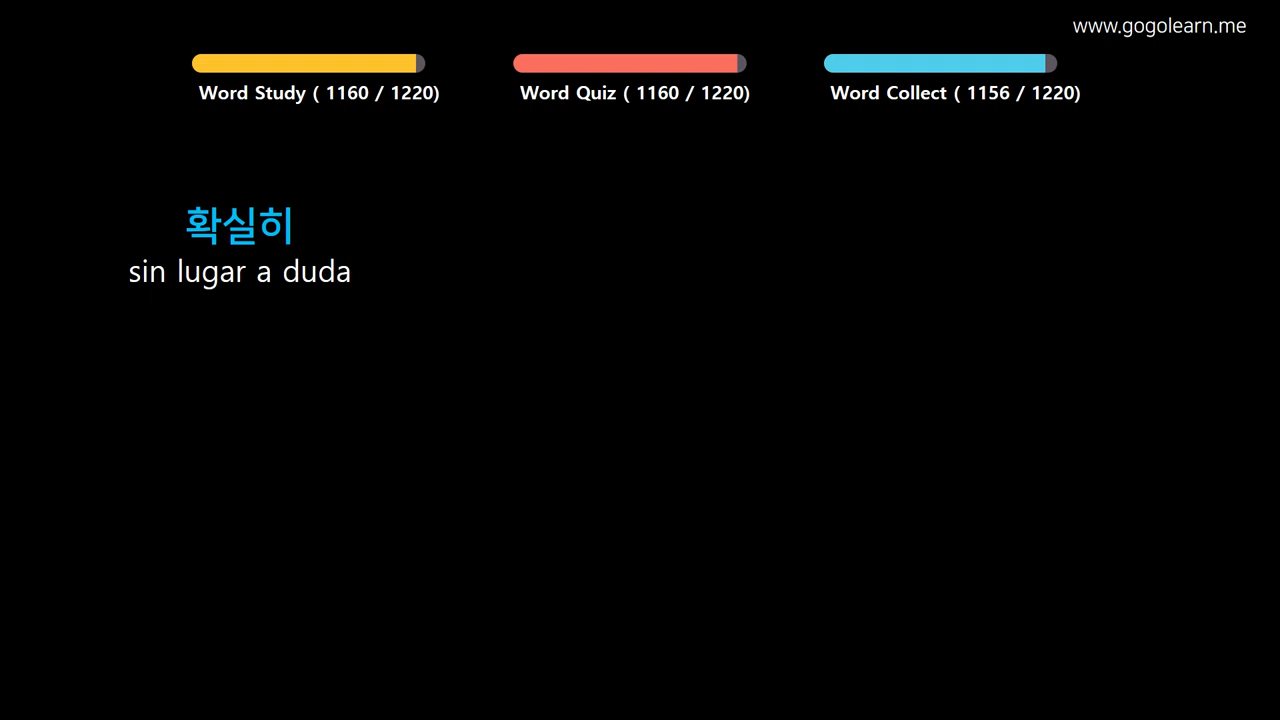 www.gogolearn.me
Word Study ( 1160 / 1220)
Word Quiz ( 1160 / 1220)
Word Collect ( 1156 / 1220)
확실히
sin lugar a duda